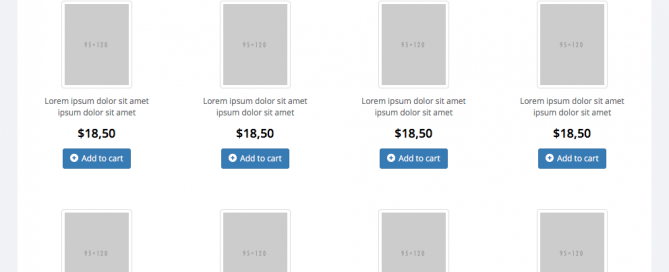 95×120 95×120 95×120 95×120
Lorem ipsum dolor sit amet Lorem ipsum dolor sit amet Lorem ipsum dolor sit amet Lorem ipsum dolor sit amet
ipsum dolor sit amet ipsum dolor sit amet ipsum dolor sit amet ipsum dolor sit amet
$18,50 $18,50 $18,50 $18,50
Add to cart Add to cart Add to cart Add to cart
95×120 95×120 95×120 95×120